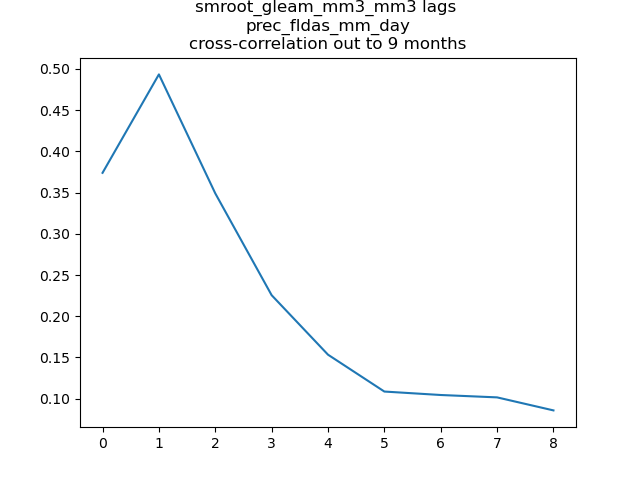 smroot_gleam_mm3_mm3 lags
prec_fldas_mm_day
cross-correlation out to 9 months
0.50
0.45
0.40
0.35
0.30
0.25
0.20
0.15
0.10
0 1 2 3 4 5 6 7 8